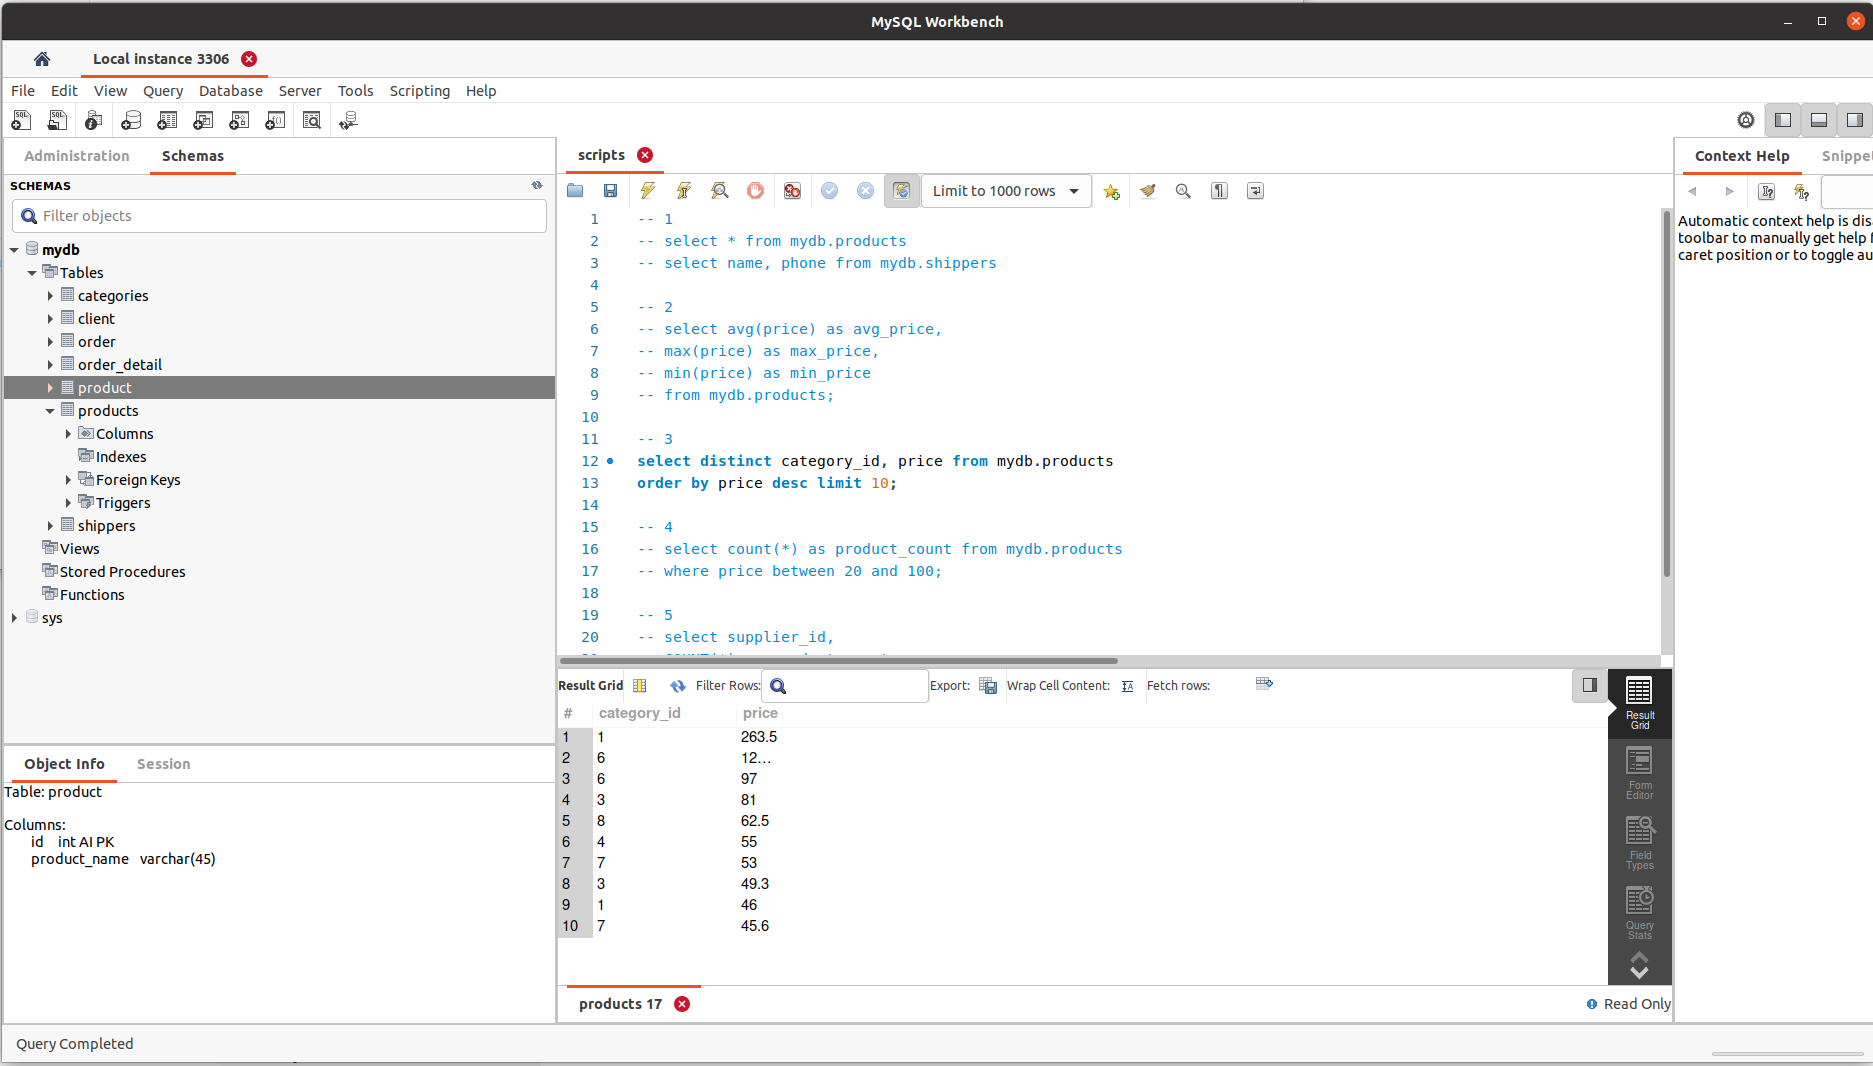 MySQL Workbench
Local instance 3306
File Edit View Query Database Server Tools Scripting Help
Administration Schemas
SCHEMAS
Filter objects
mydb
Tables
categories
client
order
order_detail
product
products
Columns
Indexes
Foreign Keys
Triggers
shippers
Views
Stored Procedures
Functions
sys
Object Info Session
Table: product
Columns:
id int AI PK
product_name varchar(45)
scripts
Limit to 1000 rows
1 -- 1
2 -- select * from mydb.products
3 -- select name, phone from mydb.shippers
4
5 -- 2
6 -- select avg(price) as avg_price,
7 -- max(price) as max_price,
8 -- min(price) as min_price
9 -- from mydb.products;
10
11 -- 3
12 select distinct category_id, price from mydb.products
13 order by price desc limit 10;
14
15 -- 4
16 -- select count(*) as product_count from mydb.products
17 -- where price between 20 and 100;
18
19 -- 5
20 -- select supplier_id,
Result Grid Filter Rows: Export: Wrap Cell Content: Fetch rows:
# category_id price
1 1 263.5
2 6 12...
3 6 97
4 3 81
5 8 62.5
6 4 55
7 7 53
8 3 49.3
9 1 46
10 7 45.6
Result
Grid
Form
Editor
Field
Types
Query
Stats
products 17
Read Only
Context Help Snippet
Automatic context help is dis
toolbar to manually get help f
caret position or to toggle au
Query Completed